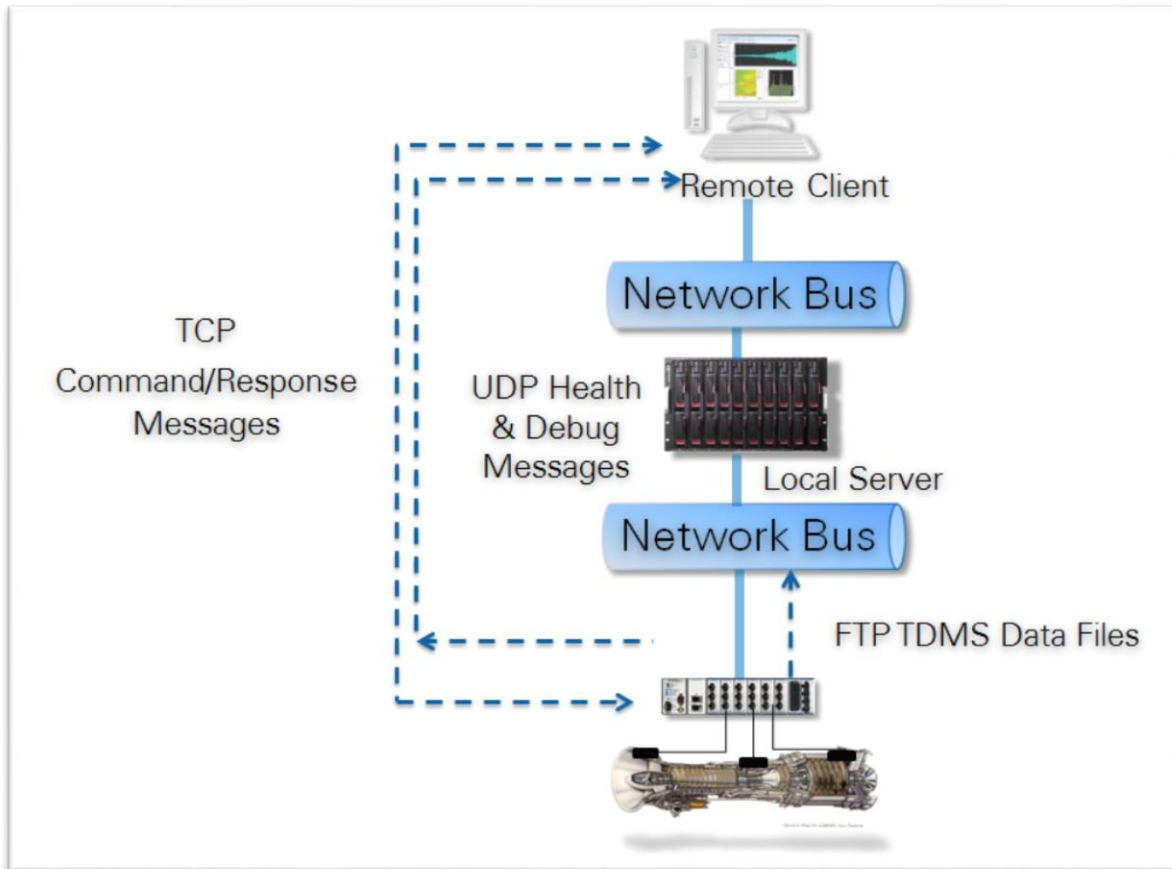 Remote Client
Network Bus
TCP
Command/Response
Messages
UDP Health
& Debug
Messages
Local Server
Network Bus
FTP TDMS Data Files